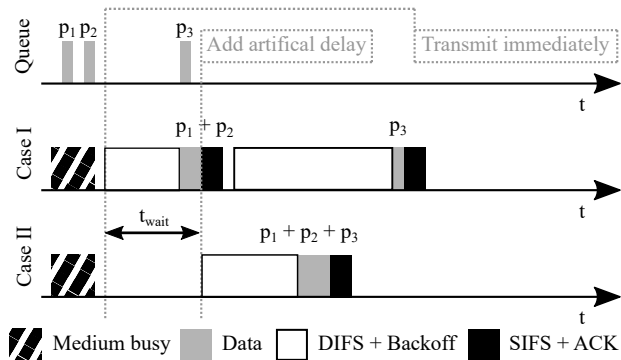 Queue
p1 p2 p3
Add artifical delay
Transmit immediately
t
Case I
p1 + p2
p3
t
Case II
twait
p1 + p2 + p3
t
Medium busy Data DIFS + Backoff SIFS + ACK